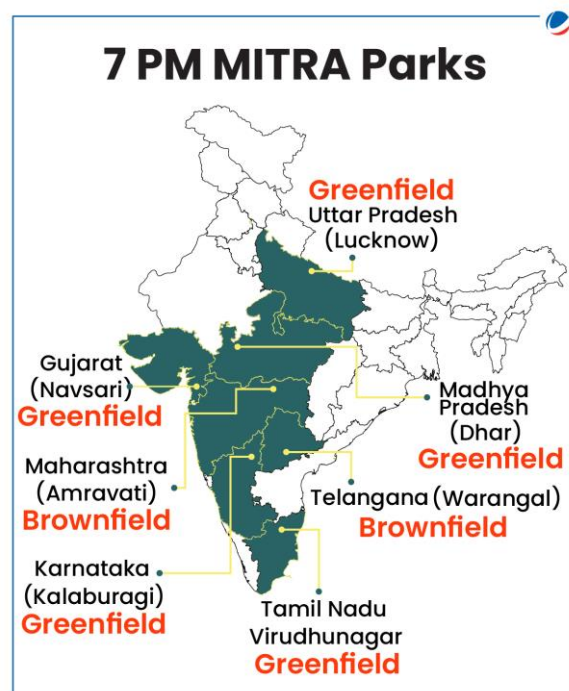 7 PM MITRA Parks
Greenfield
Uttar Pradesh
(Lucknow)
Gujarat
(Navsari)
Greenfield
Madhya
Pradesh
(Dhar)
Greenfield
Maharashtra
(Amravati)
Brownfield
Telangana (Warangal)
Brownfield
Karnataka
(Kalaburagi)
Greenfield
Tamil Nadu
Virudhunagar
Greenfield